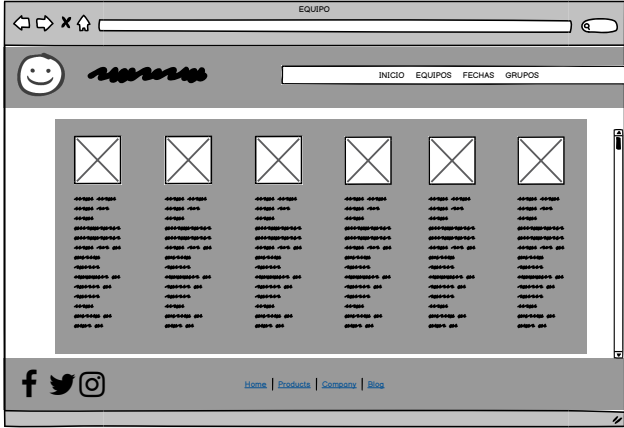 EQUIPO
INICIO EQUIPOS FECHAS GRUPOS
Home | Products | Company | Blog